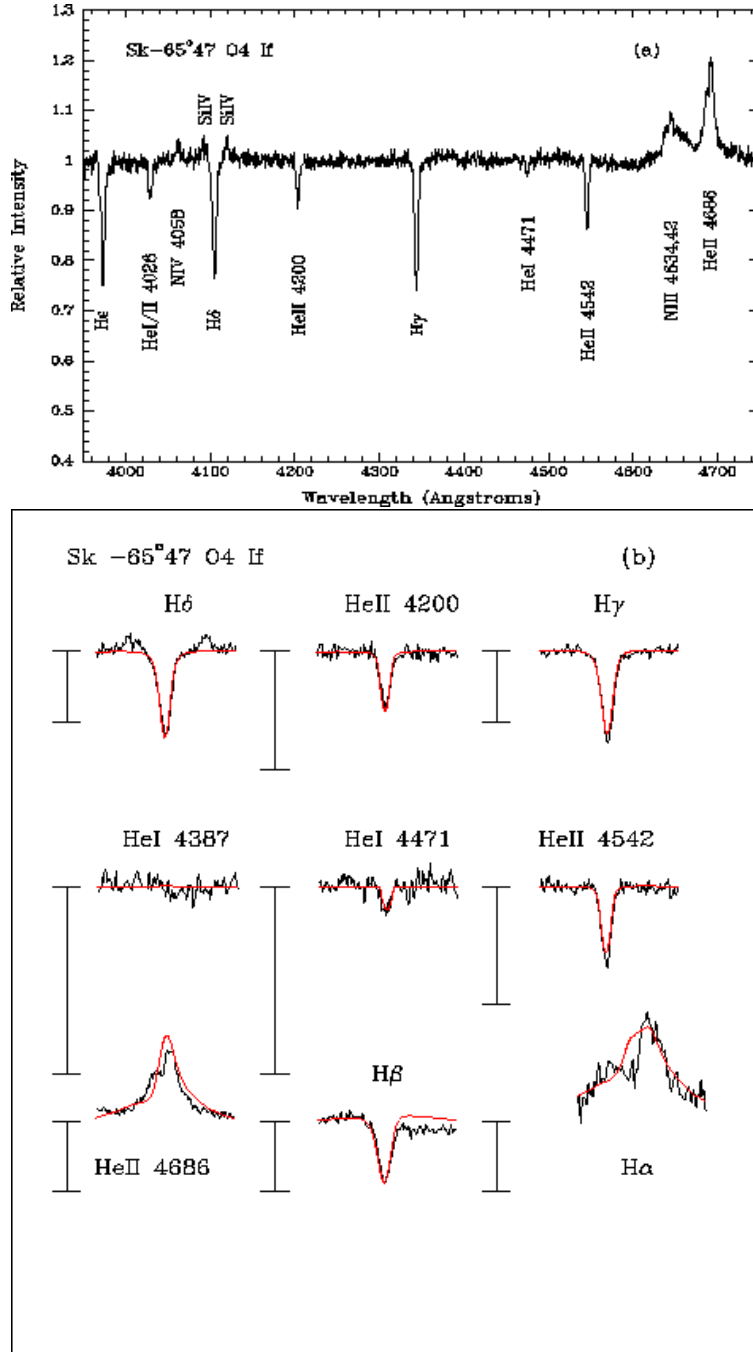 Sk-65°47 O4 If
(a)
1.3
1.2
1.1
1
0.9
0.8
0.7
0.6
0.5
0.4
Relative Intensity
SiIV
SiIV
Hε
HeI/II 4026
NIV 4058
Hδ
HeII 4200
Hγ
HeI 4471
HeII 4542
NIII 4634,42
HeII 4686
4000
4100
4200
4300
4400
4500
4600
4700
Wavelength (Angstroms)
Sk -65°47 O4 If
(b)
Hδ
HeII 4200
Hγ
HeI 4387
HeI 4471
HeII 4542
Hβ
HeII 4686
Hα